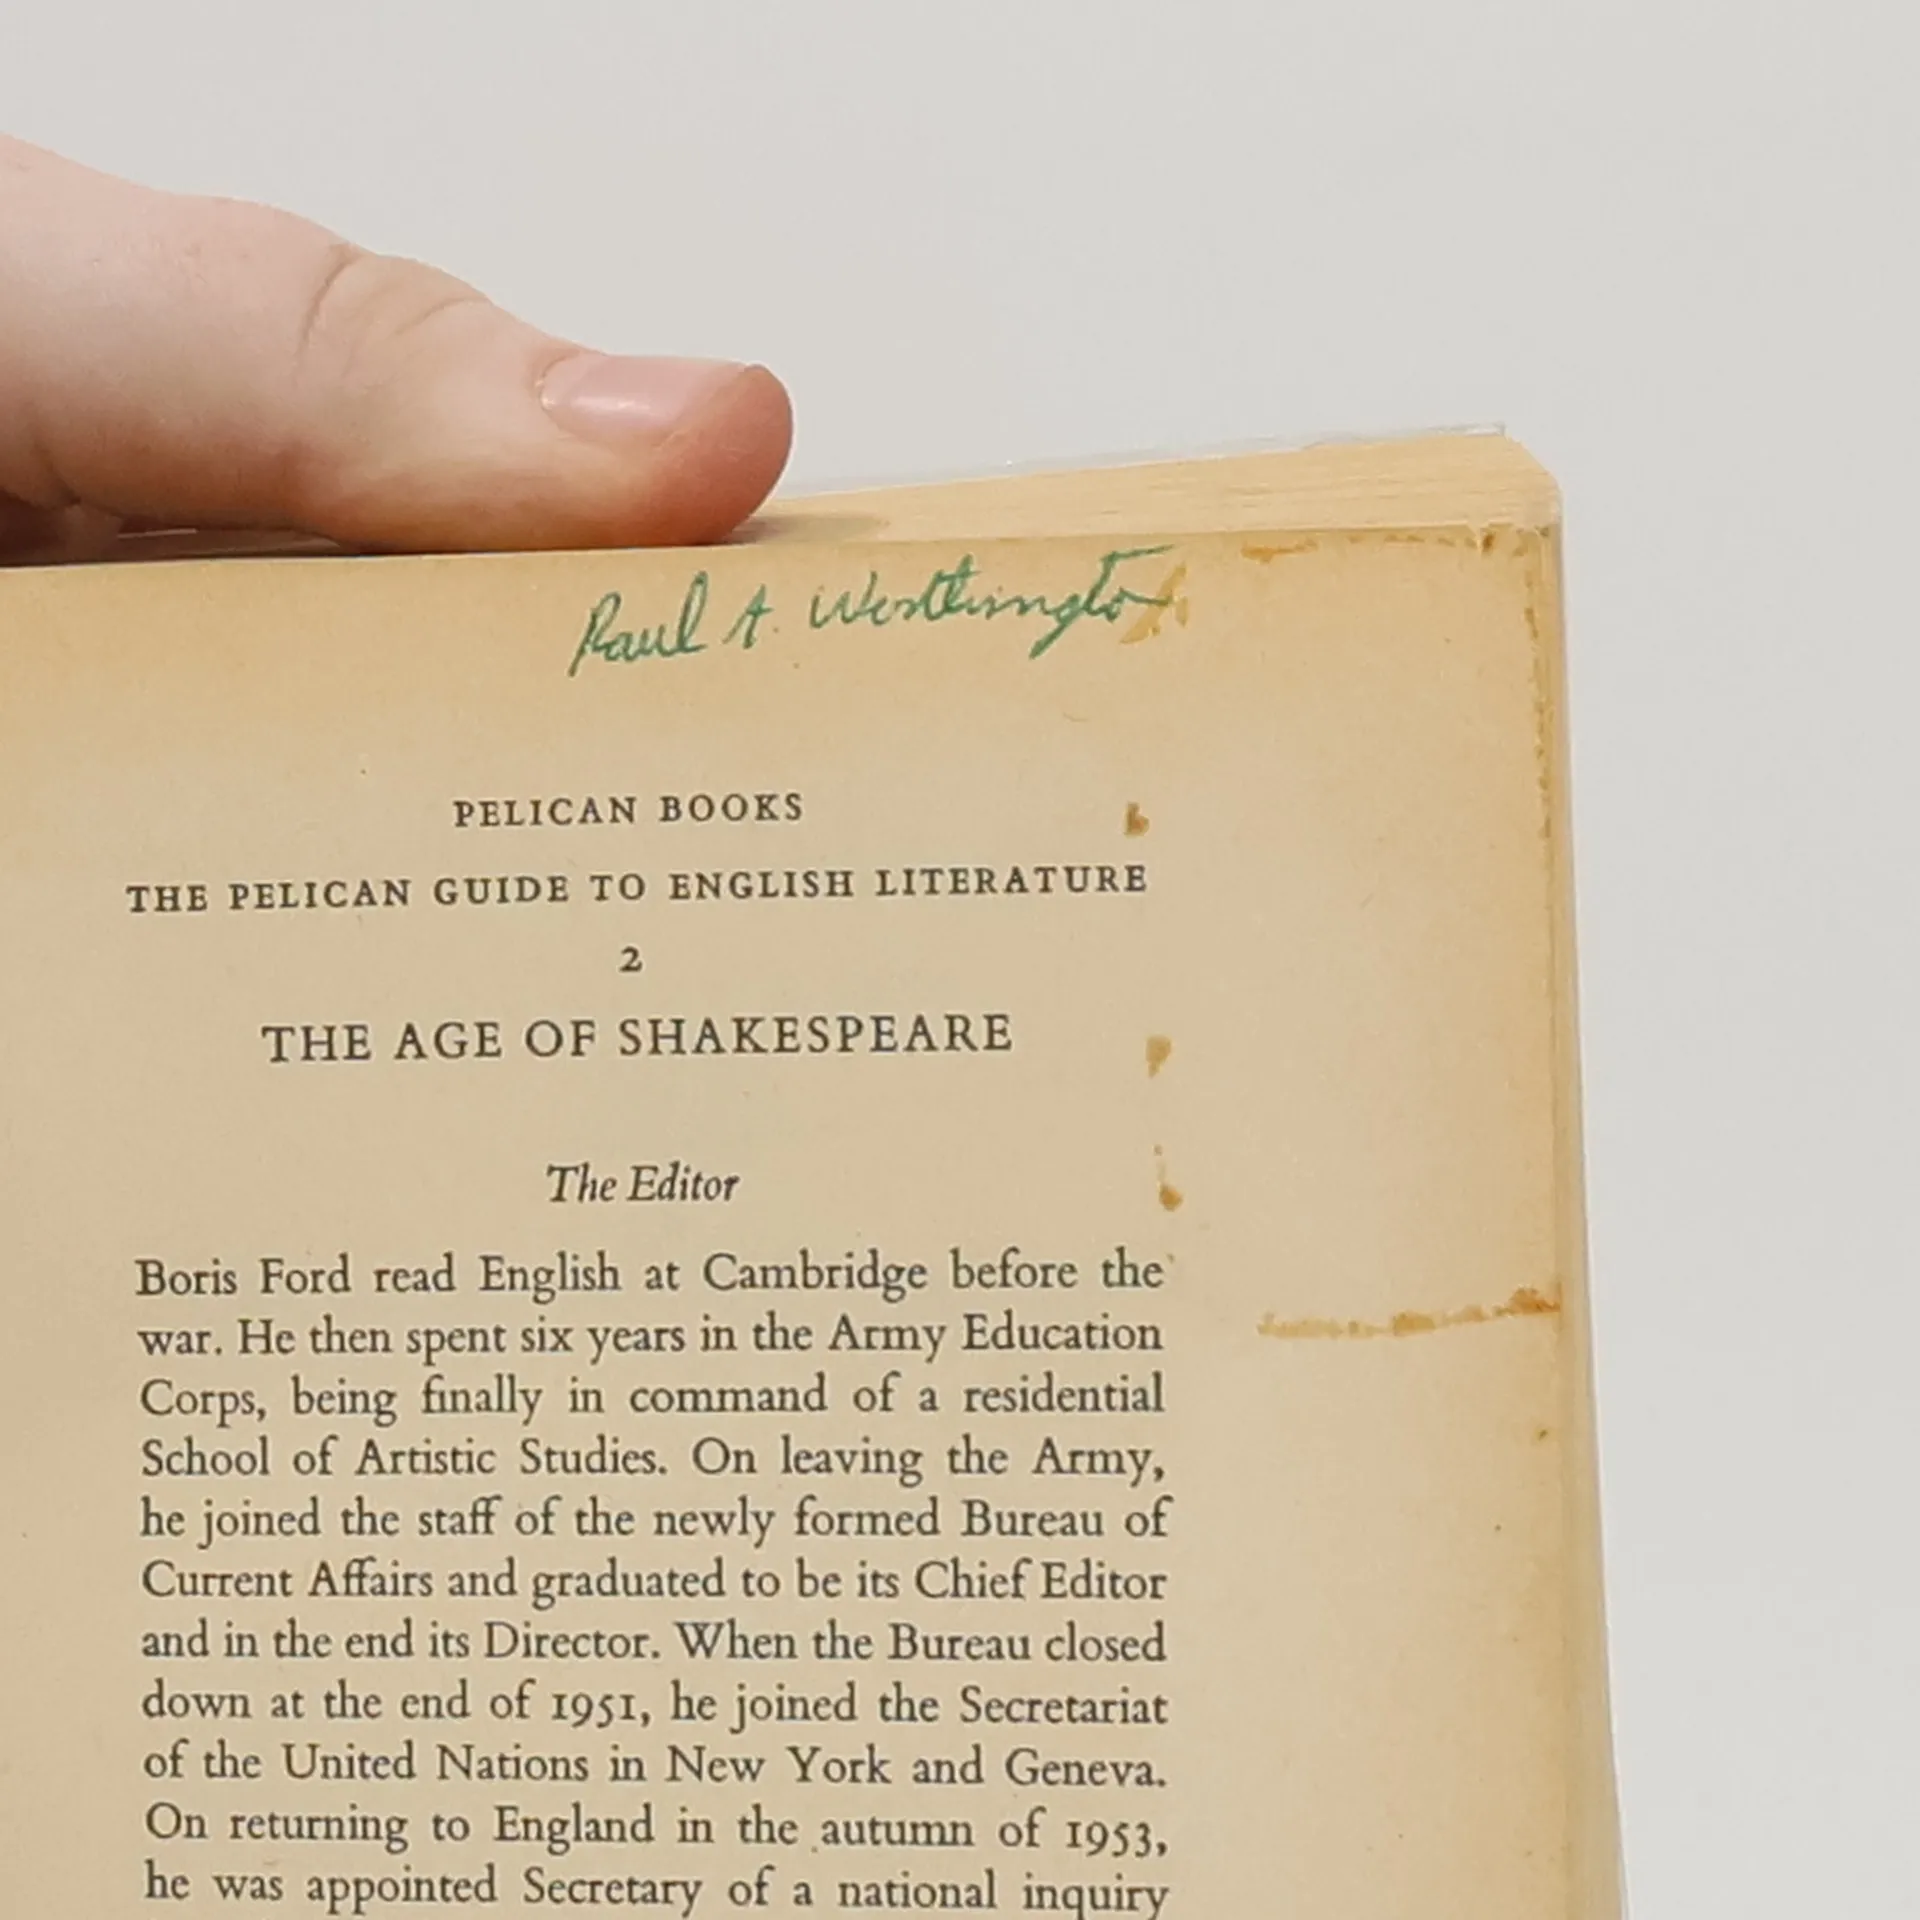 Paul A. Worthington
PELICAN BOOKS
THE PELICAN GUIDE TO ENGLISH LITERATURE
2
THE AGE OF SHAKESPEARE
The Editor
Boris Ford read English at Cambridge before the
war. He then spent six years in the Army Education
Corps, being finally in command of a residential
School of Artistic Studies. On leaving the Army,
he joined the staff of the newly formed Bureau of
Current Affairs and graduated to be its Chief Editor
and in the end its Director. When the Bureau closed
down at the end of 1951, he joined the Secretariat
of the United Nations in New York and Geneva.
On returning to England in the autumn of 1953,
he was appointed Secretary of a national inquiry